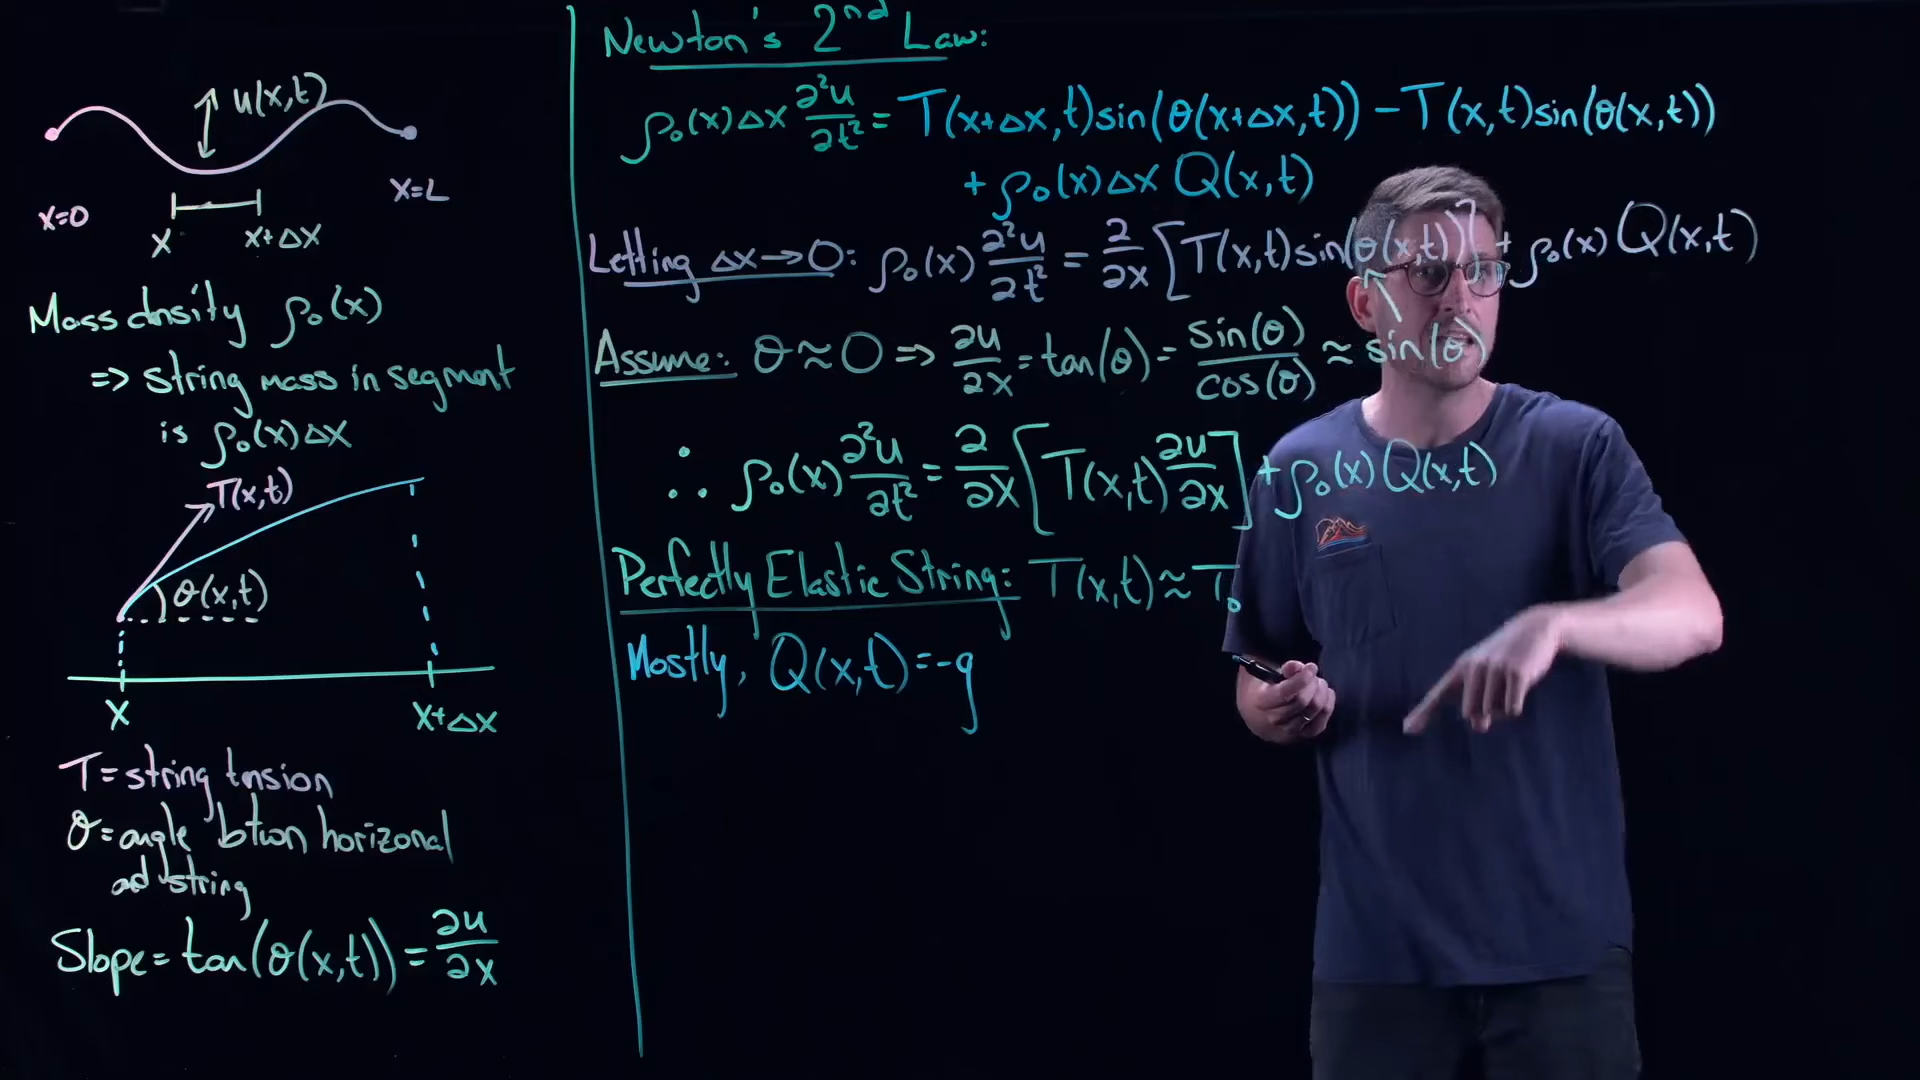 u(x,t)
x=0
x=L
x
x+Δx
Mass density ρ₀(x)
=> string mass in segment
is ρ₀(x)Δx
T(x,t)
θ(x,t)
x
x+Δx
T=string tension
θ=angle btwn horizonal
ad string
Slope=tan(θ(x,t))=∂u/∂x
Newton's 2nd Law:
ρ₀(x)Δx ∂²u/∂t² = T(x+Δx,t)sin(θ(x+Δx,t)) - T(x,t)sin(θ(x,t))
+ ρ₀(x)Δx Q(x,t)
Letting Δx→0: ρ₀(x) ∂²u/∂t² = ∂/∂x [T(x,t)sin(θ(x,t))] + ρ₀(x) Q(x,t)
Assume: θ≈0 => ∂u/∂x = tan(θ) = sin(θ)/cos(θ) ≈ sin(θ)
∴ ρ₀(x) ∂²u/∂t² = ∂/∂x [T(x,t) ∂u/∂x] + ρ₀(x) Q(x,t)
Perfectly Elastic String: T(x,t) ≈ T₀
Mostly, Q(x,t)=-g